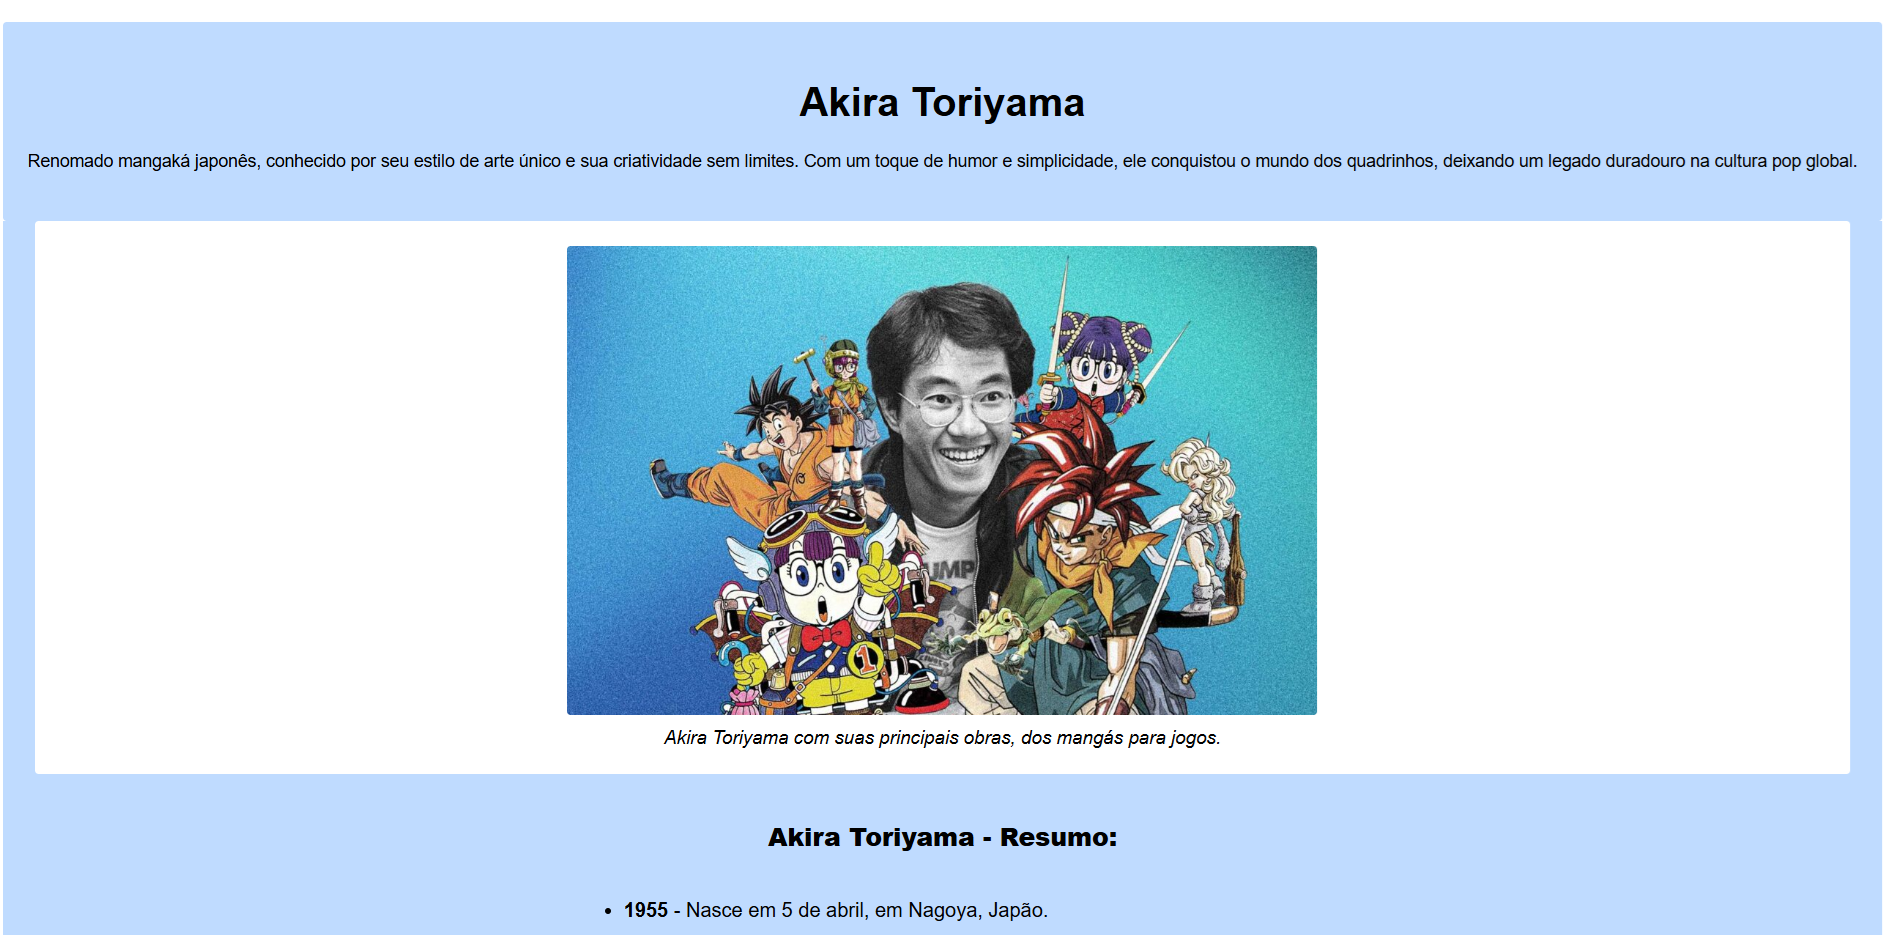 Akira Toriyama
Renomado mangaká japonês, conhecido por seu estilo de arte único e sua criatividade sem limites. Com um toque de humor e simplicidade, ele conquistou o mundo dos quadrinhos, deixando um legado duradouro na cultura pop global.
UMP
1
Akira Toriyama com suas principais obras, dos mangás para jogos.
Akira Toriyama - Resumo:
• 1955 - Nasce em 5 de abril, em Nagoya, Japão.